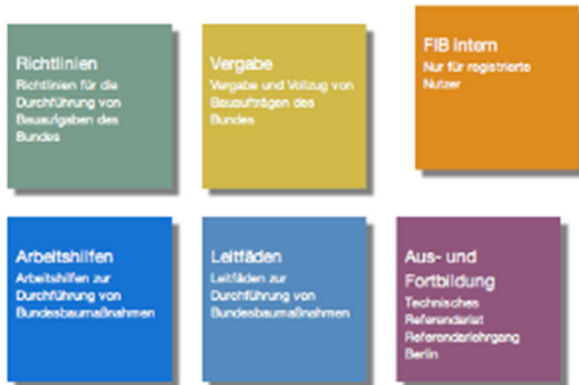 Richtlinien
Richtlinien für die
Durchführung von
Bauaufgaben des
Bundes
Vergabe
Vergabe und Vollzug von
Bauaufträgen des
Bundes
FIB intern
Nur für registrierte
Nutzer
Arbeitshilfen
Arbeitshilfen zur
Durchführung von
Bundesbaumaßnahmen
Leitfäden
Leitfäden zur
Durchführung von
Bundesbaumaßnahmen
Aus- und
Fortbildung
Technisches
Referendariat
Referendarlehrgang
Berlin